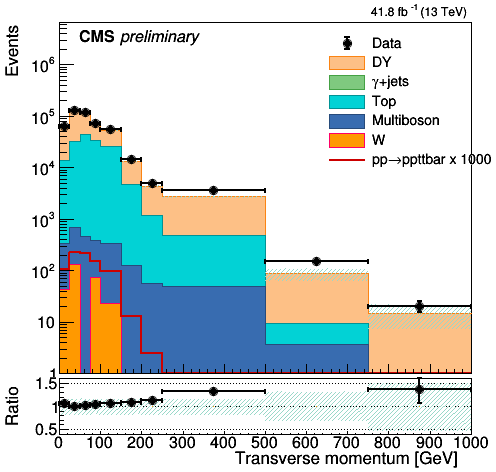 41.8 fb⁻¹ (13 TeV)
CMS preliminary
Events
Data
DY
γ+jets
Top
Multiboson
W
pp→ppttbar x 1000
10⁶
10⁵
10⁴
10³
10²
10
1
Ratio
1.5
1
0.5
0 100 200 300 400 500 600 700 800 900 1000
Transverse momentum [GeV]